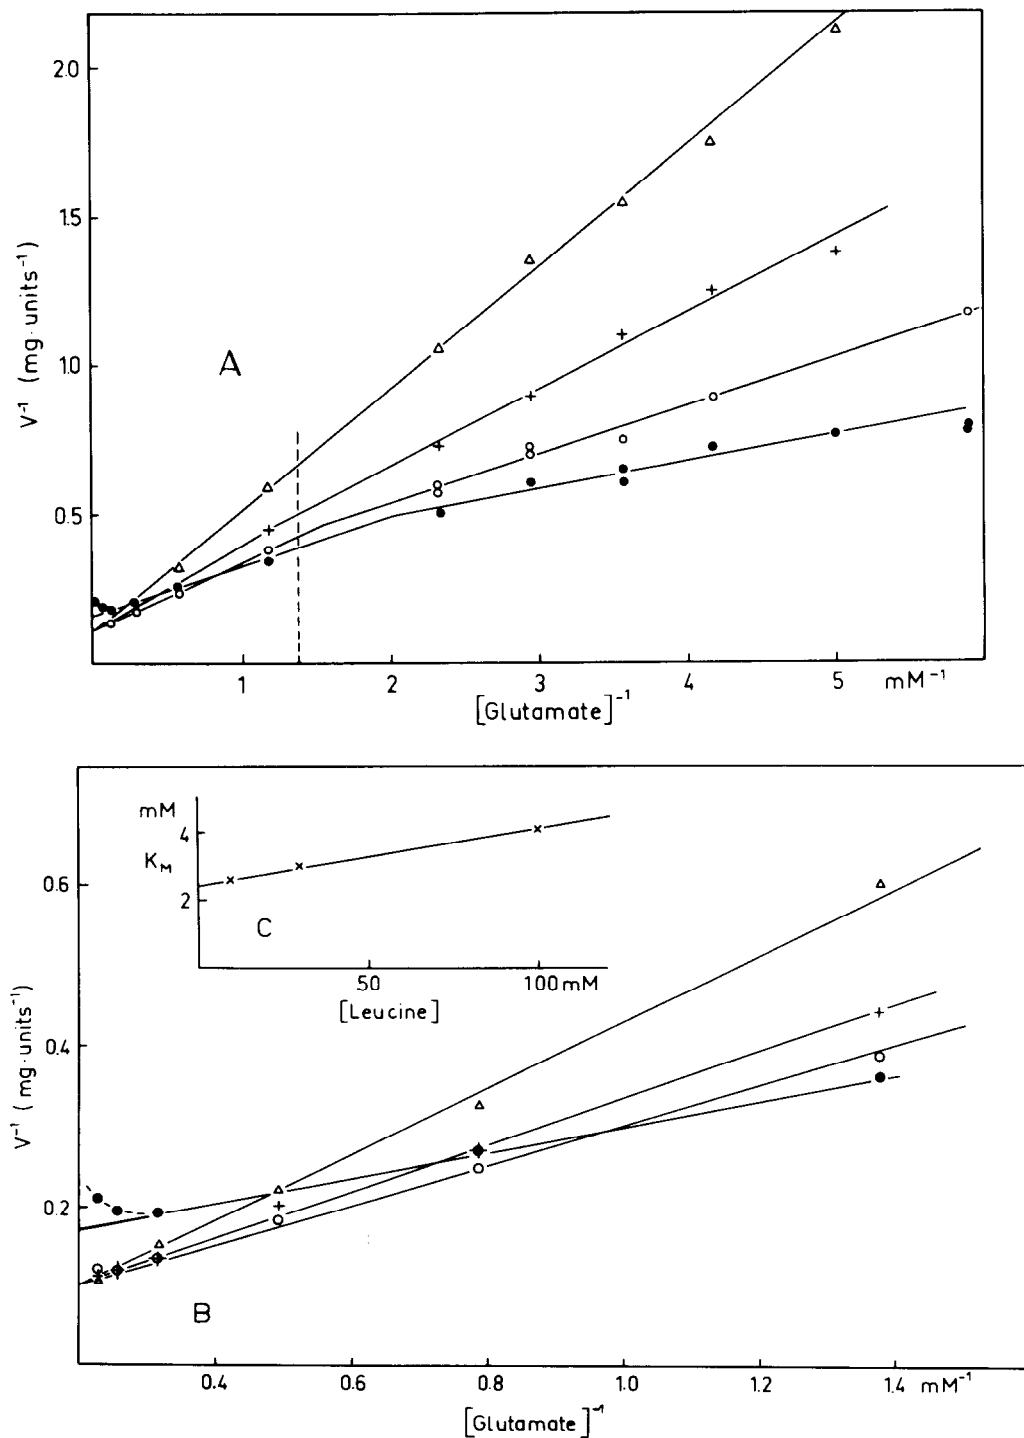 2.0
1.5
V⁻¹ (mg·units⁻¹)
1.0
A
0.5
1 2 3 4 5 mM⁻¹
[Glutamate]⁻¹
mM
4
K_M
2
C
50 100mM
[Leucine]
0.6
0.4
V⁻¹ (mg·units⁻¹)
0.2
B
0.4 0.6 0.8 1.0 1.2 1.4 mM⁻¹
[Glutamate]⁻¹